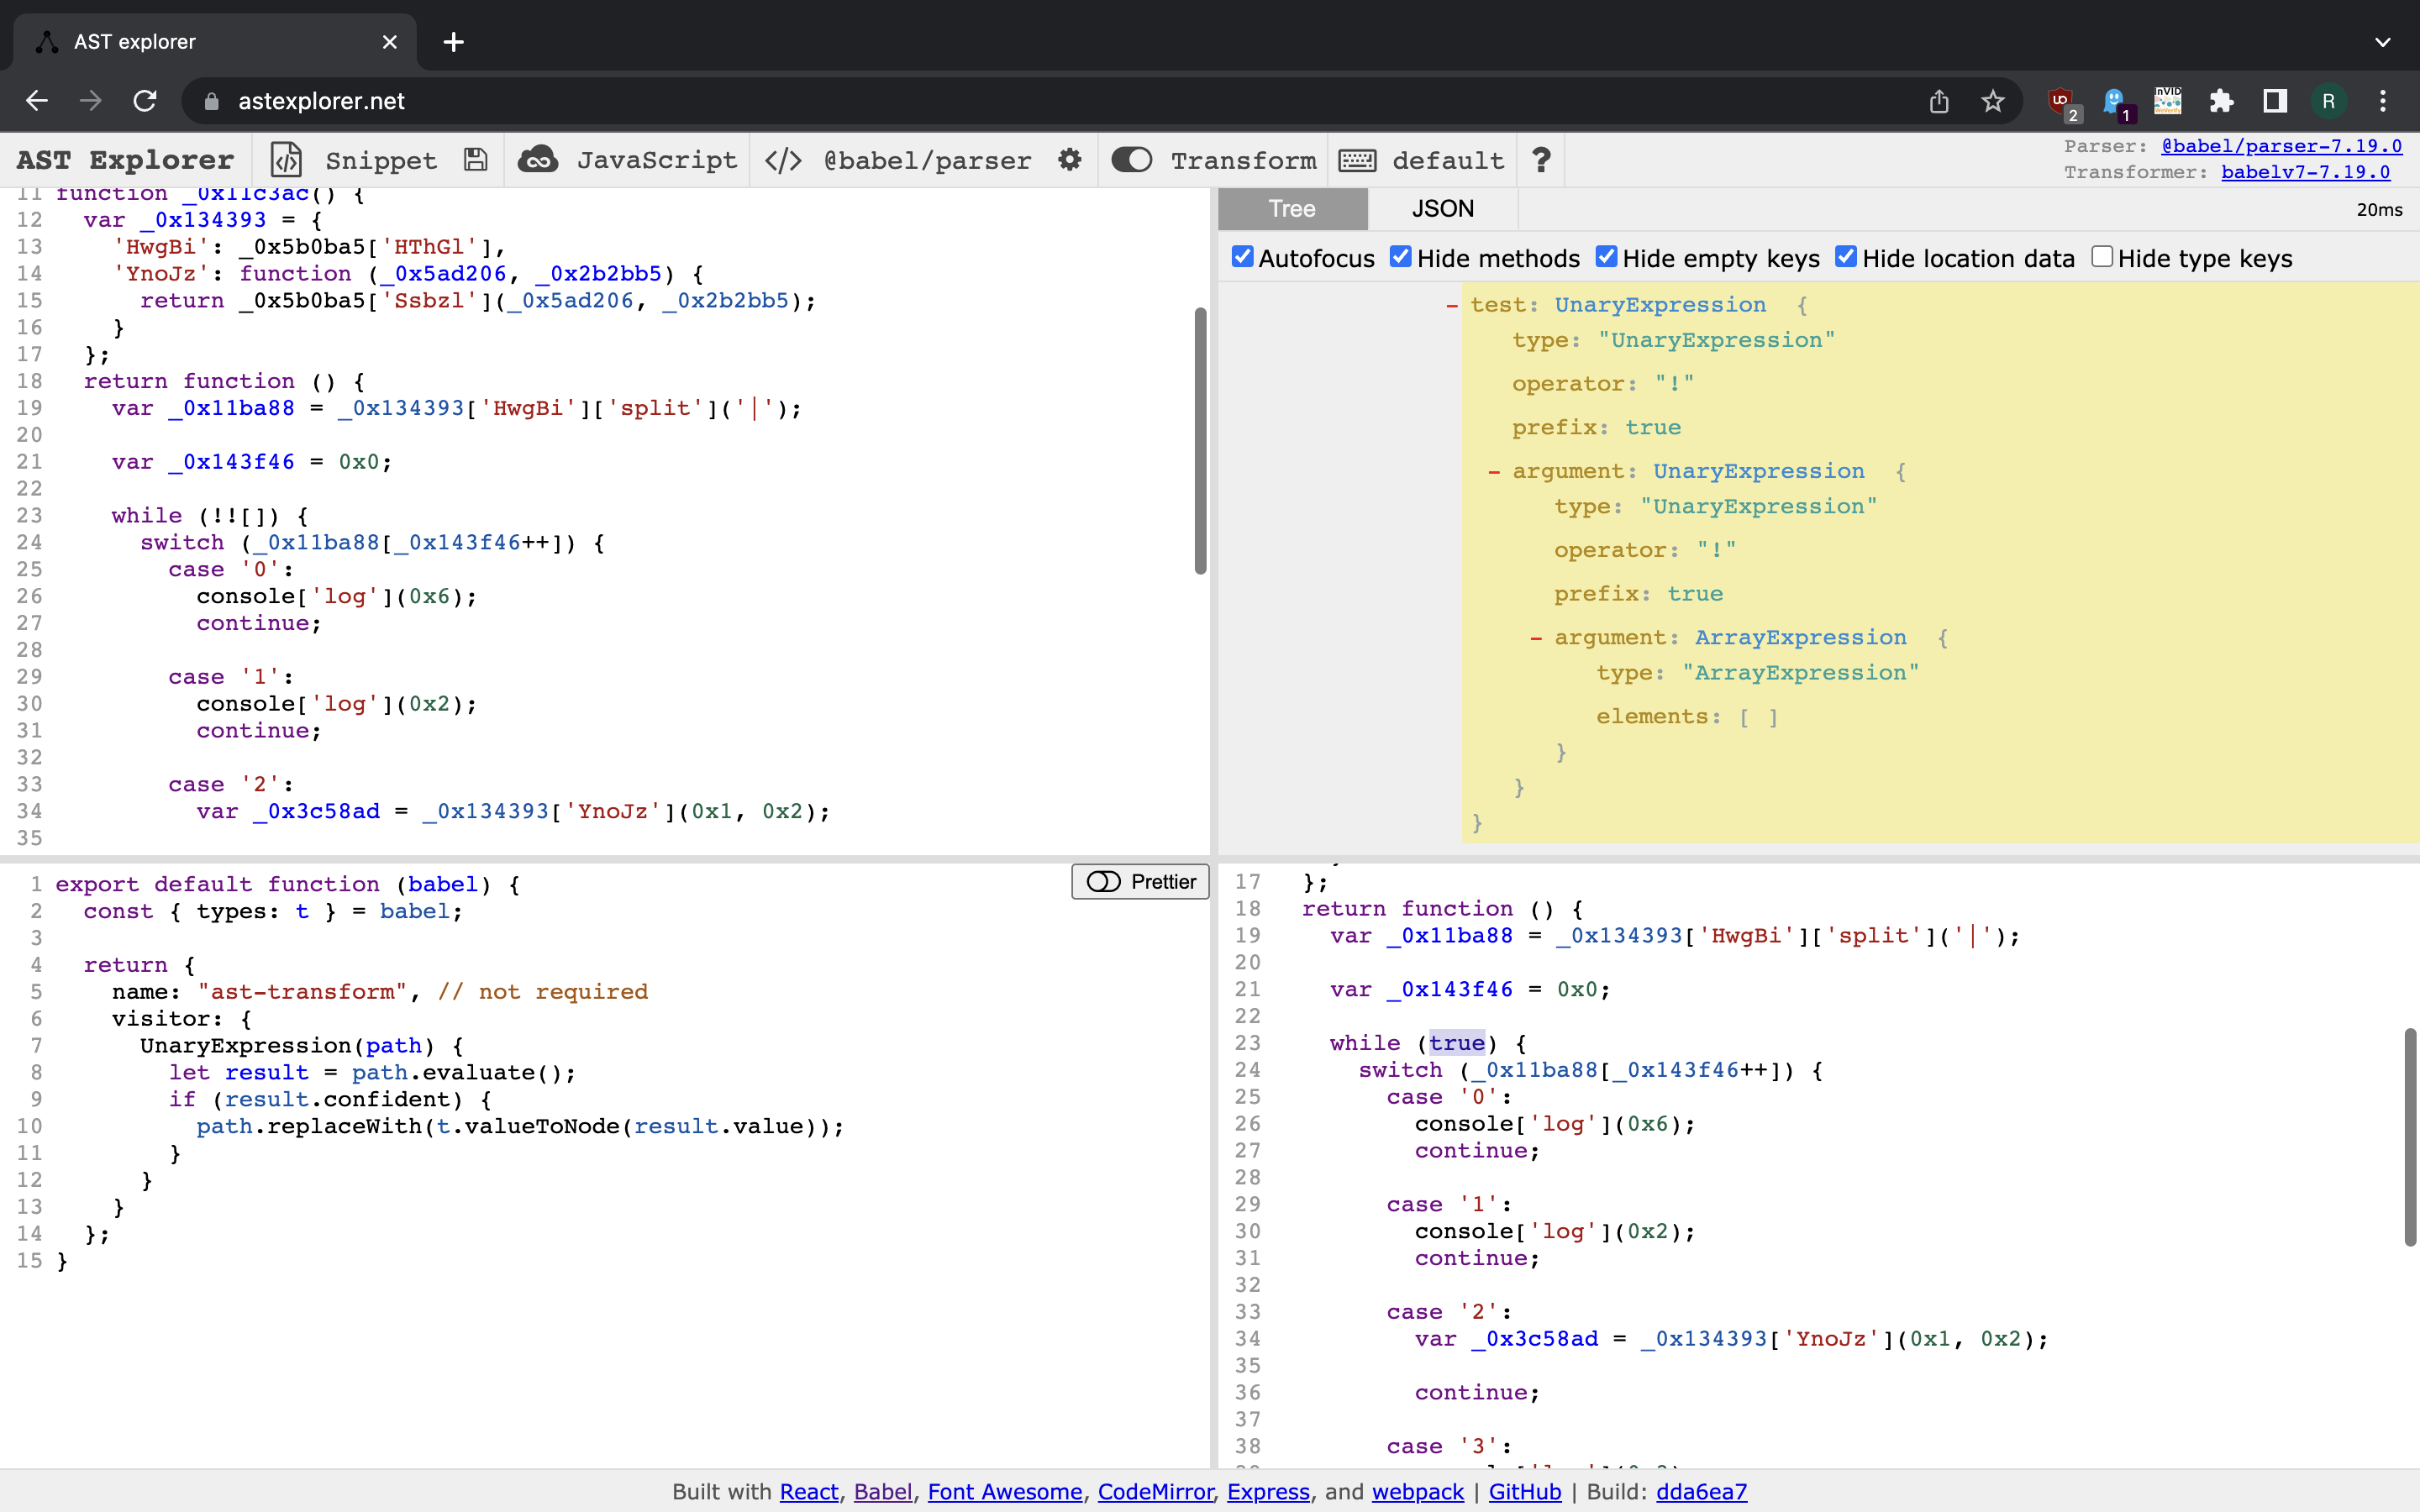 AST explorer
astexplorer.net
2
1
InVID
WeVerify
R
AST Explorer
Snippet
JavaScript
</> @babel/parser
Transform
default
?
Parser: @babel/parser-7.19.0
Transformer: babelv7-7.19.0
11 function _0x11c3ac() {
12 var _0x134393 = {
13 'HwgBi': _0x5b0ba5['HThGl'],
14 'YnoJz': function (_0x5ad206, _0x2b2bb5) {
15 return _0x5b0ba5['Ssbzl'](_0x5ad206, _0x2b2bb5);
16 }
17 };
18 return function () {
19 var _0x11ba88 = _0x134393['HwgBi']['split']('|');
20
21 var _0x143f46 = 0x0;
22
23 while (!![]) {
24 switch (_0x11ba88[_0x143f46++]) {
25 case '0':
26 console['log'](0x6);
27 continue;
28
29 case '1':
30 console['log'](0x2);
31 continue;
32
33 case '2':
34 var _0x3c58ad = _0x134393['YnoJz'](0x1, 0x2);
35
Tree
JSON
20ms
Autofocus Hide methods Hide empty keys Hide location data Hide type keys
- test: UnaryExpression {
type: "UnaryExpression"
operator: "!"
prefix: true
- argument: UnaryExpression {
type: "UnaryExpression"
operator: "!"
prefix: true
- argument: ArrayExpression {
type: "ArrayExpression"
elements: [ ]
}
}
}
Prettier
1 export default function (babel) {
2 const { types: t } = babel;
3
4 return {
5 name: "ast-transform", // not required
6 visitor: {
7 UnaryExpression(path) {
8 let result = path.evaluate();
9 if (result.confident) {
10 path.replaceWith(t.valueToNode(result.value));
11 }
12 }
13 }
14 };
15 }
17 };
18 return function () {
19 var _0x11ba88 = _0x134393['HwgBi']['split']('|');
20
21 var _0x143f46 = 0x0;
22
23 while (true) {
24 switch (_0x11ba88[_0x143f46++]) {
25 case '0':
26 console['log'](0x6);
27 continue;
28
29 case '1':
30 console['log'](0x2);
31 continue;
32
33 case '2':
34 var _0x3c58ad = _0x134393['YnoJz'](0x1, 0x2);
35
36 continue;
37
38 case '3':
Built with React, Babel, Font Awesome, CodeMirror, Express, and webpack | GitHub | Build: dda6ea7